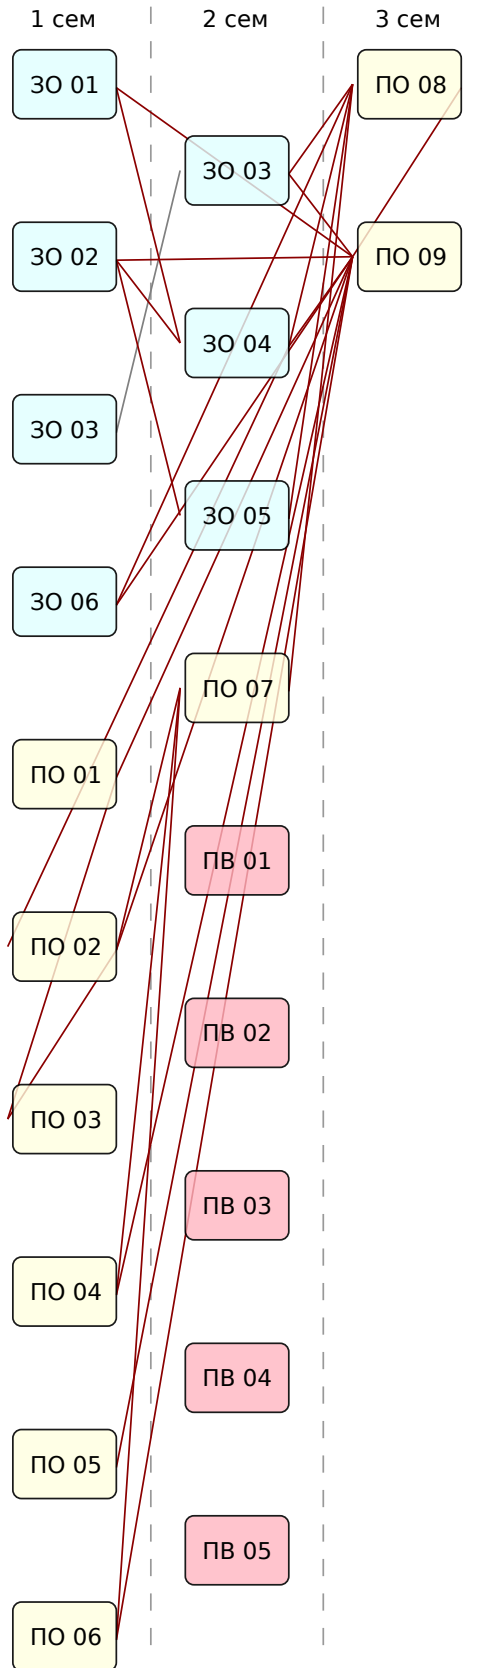 1 сем 2 сем 3 сем
ЗО 01 ПО 08
ЗО 03
ЗО 02 ПО 09
ЗО 04
ЗО 03
ЗО 05
ЗО 06
ПО 07
ПО 01
ПВ 01
ПО 02
ПВ 02
ПО 03
ПВ 03
ПО 04
ПВ 04
ПО 05
ПВ 05
ПО 06